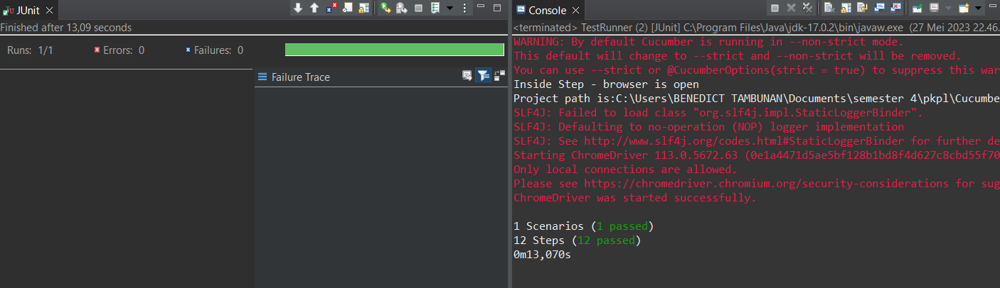 JUnit
Finished after 13,09 seconds
Runs: 1/1 Errors: 0 Failures: 0
Failure Trace
Console
<terminated> TestRunner (2) [JUnit] C:\Program Files\Java\jdk-17.0.2\bin\javaw.exe (27 Mei 2023 22.46.
WARNING: By default Cucumber is running in --non-strict mode.
This default will change to --strict and --non-strict will be removed.
You can use --strict or @CucumberOptions(strict = true) to suppress this war
Inside Step - browser is open
Project path is:C:\Users\BENEDICT TAMBUNAN\Documents\semester 4\pkpl\Cucumbe
SLF4J: Failed to load class "org.slf4j.impl.StaticLoggerBinder".
SLF4J: Defaulting to no-operation (NOP) logger implementation
SLF4J: See http://www.slf4j.org/codes.html#StaticLoggerBinder for further de
Starting ChromeDriver 113.0.5672.63 (0e1a4471d5ae5bf128b1bd8f4d627c8cbd55f70
Only local connections are allowed.
Please see https://chromedriver.chromium.org/security-considerations for sug
ChromeDriver was started successfully.
1 Scenarios (1 passed)
12 Steps (12 passed)
0m13,070s